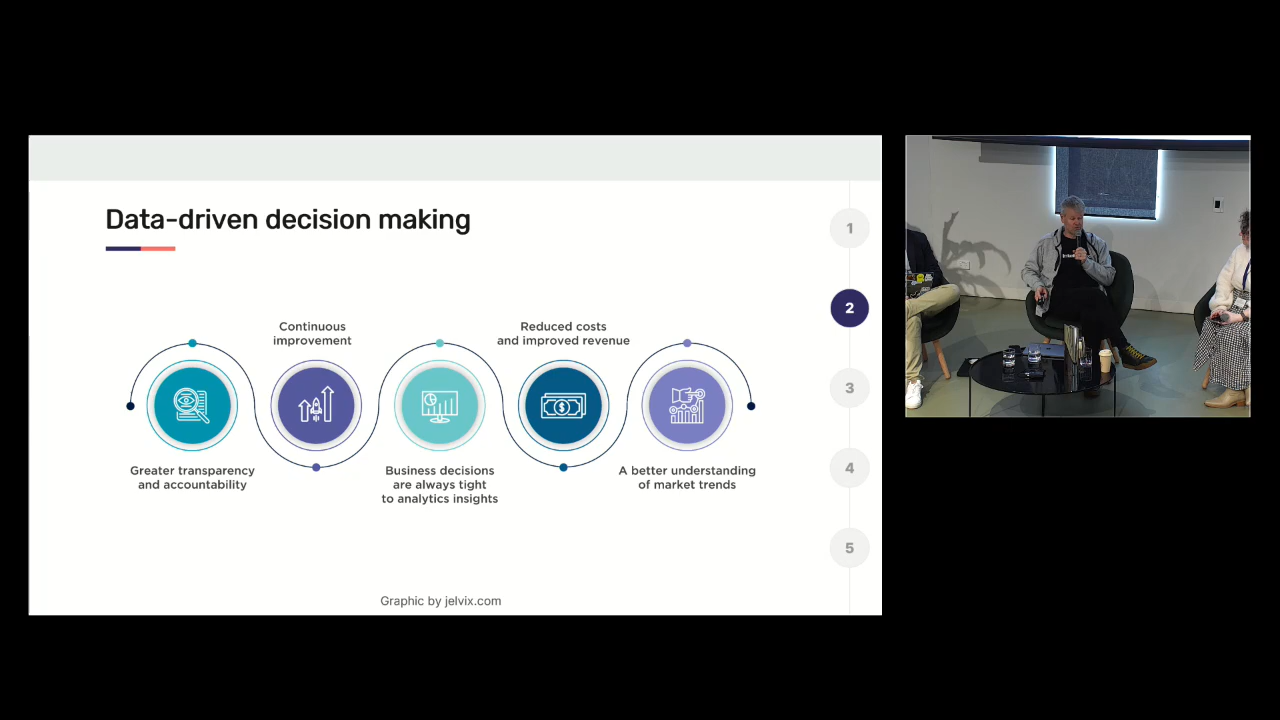 Data-driven decision making
1
2
3
4
5
Continuous
improvement
Reduced costs
and improved revenue
Greater transparency
and accountability
Business decisions
are always tight
to analytics insights
A better understanding
of market trends
Graphic by jelvix.com